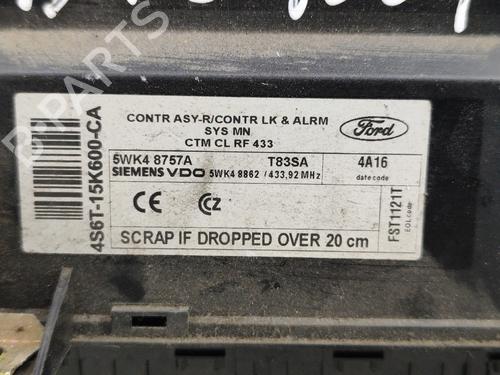 CONTR ASY-R/CONTR LK & ALRM
SYS MN
CTM CL RF 433
Ford
5WK4 8757A T83SA 4A16
SIEMENS VDO 5WK4 8862 / 433,92 MHz date code
CE CZ
SCRAP IF DROPPED OVER 20 cm
4S6T-15K600-CA
FST1121T
EOL code
B-PARTS